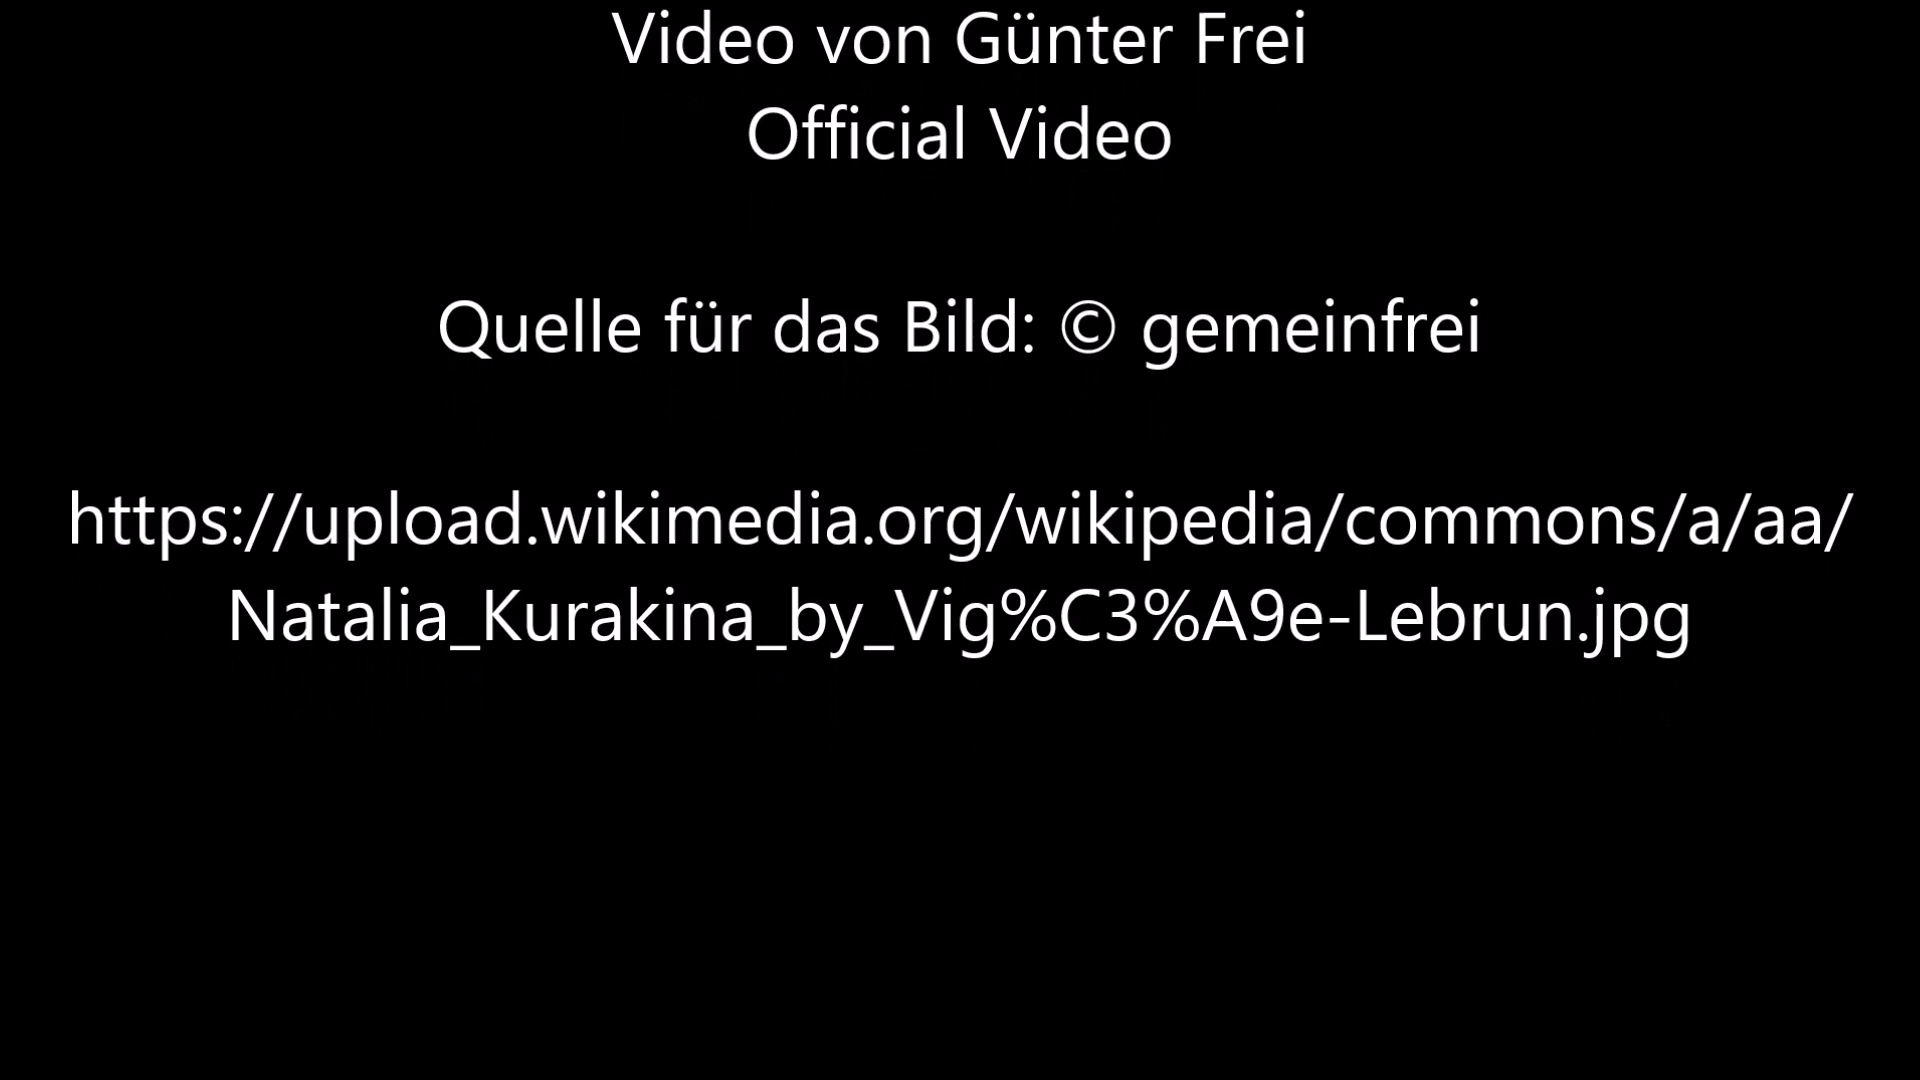 Video von Günter Frei
Official Video
Quelle für das Bild: © gemeinfrei
https://upload.wikimedia.org/wikipedia/commons/a/aa/
Natalia_Kurakina_by_Vig%C3%A9e-Lebrun.jpg